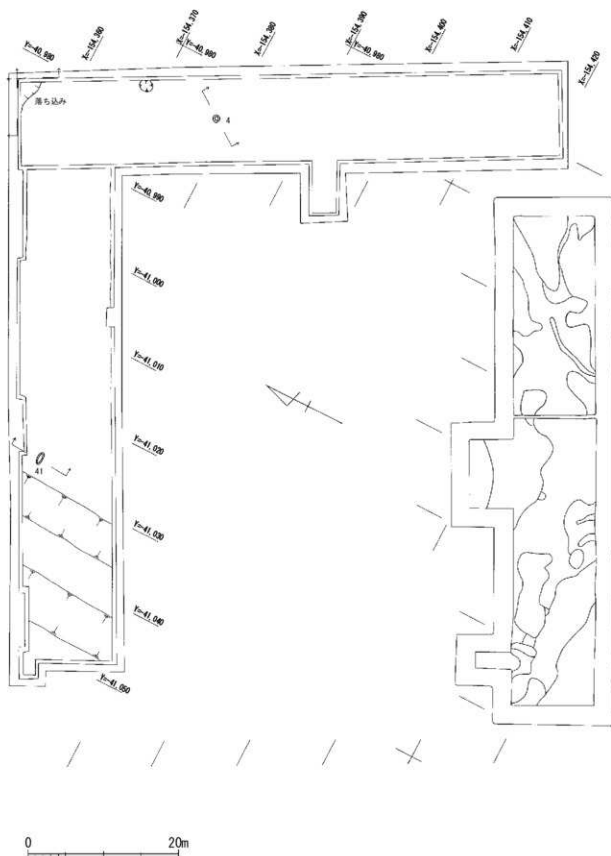 Y=-40,980
X=-154,360
X=-154,370
Y=-40,980
X=-154,380
X=-154,390
Y=-40,980
X=-154,400
X=-154,410
X=-154,420
落ち込み
4
Y=-40,990
Y=-41,000
Y=-41,010
Y=-41,020
41
Y=-41,030
Y=-41,040
Y=-41,050
0 20m